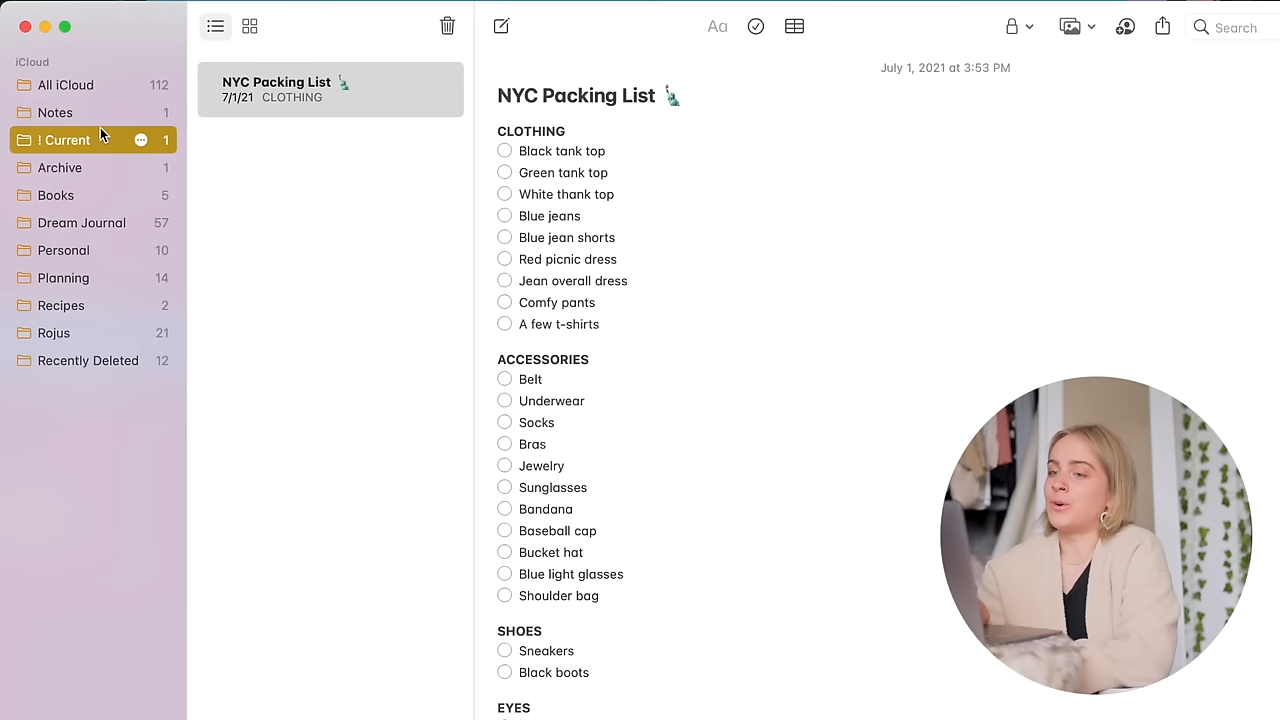 iCloud
All iCloud 112
Notes 1
! Current 1
Archive 1
Books 5
Dream Journal 57
Personal 10
Planning 14
Recipes 2
Rojus 21
Recently Deleted 12
NYC Packing List 🗽
7/1/21 CLOTHING
Aa
Search
July 1, 2021 at 3:53 PM
NYC Packing List 🗽
CLOTHING
Black tank top
Green tank top
White thank top
Blue jeans
Blue jean shorts
Red picnic dress
Jean overall dress
Comfy pants
A few t-shirts
ACCESSORIES
Belt
Underwear
Socks
Bras
Jewelry
Sunglasses
Bandana
Baseball cap
Bucket hat
Blue light glasses
Shoulder bag
SHOES
Sneakers
Black boots
EYES